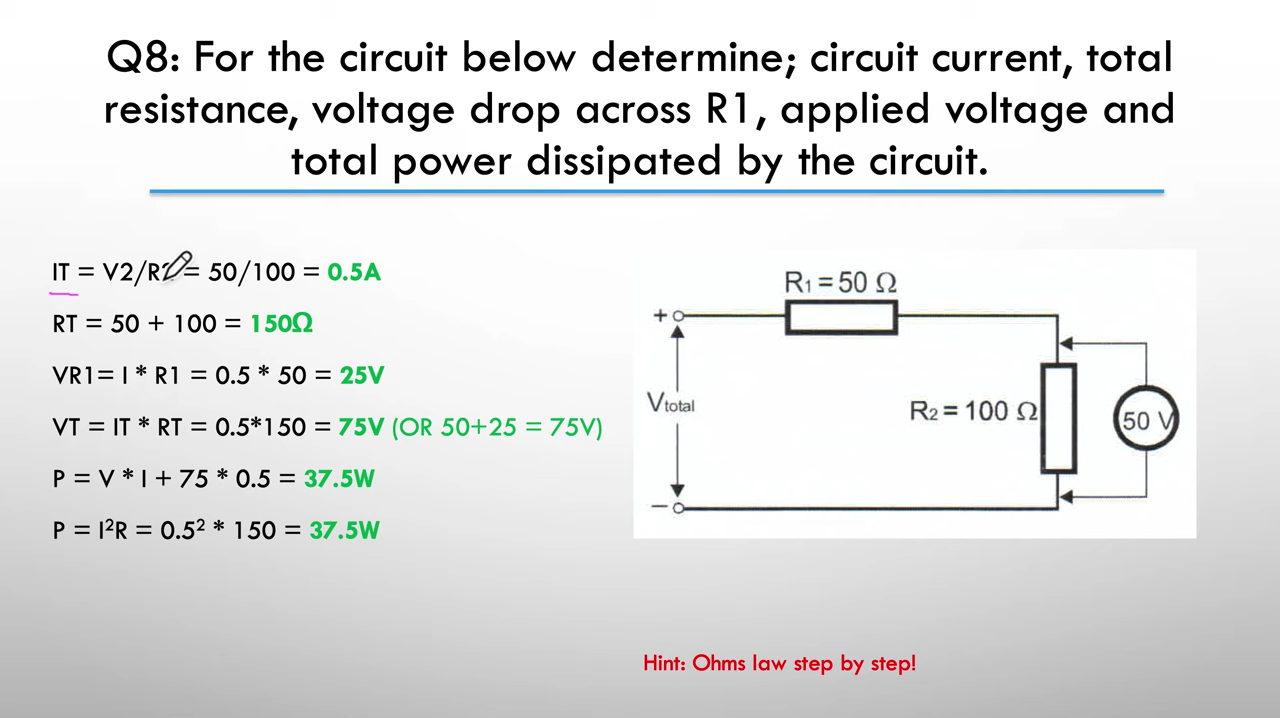 Q8: For the circuit below determine; circuit current, total
resistance, voltage drop across R1, applied voltage and
total power dissipated by the circuit.
IT = V2/R2 = 50/100 = 0.5A
RT = 50 + 100 = 150Ω
VR1= I * R1 = 0.5 * 50 = 25V
VT = IT * RT = 0.5*150 = 75V (OR 50+25 = 75V)
P = V * I + 75 * 0.5 = 37.5W
P = I²R = 0.5² * 150 = 37.5W
R₁ = 50 Ω
+
Vtotal
R₂ = 100 Ω
50 V
−
Hint: Ohms law step by step!